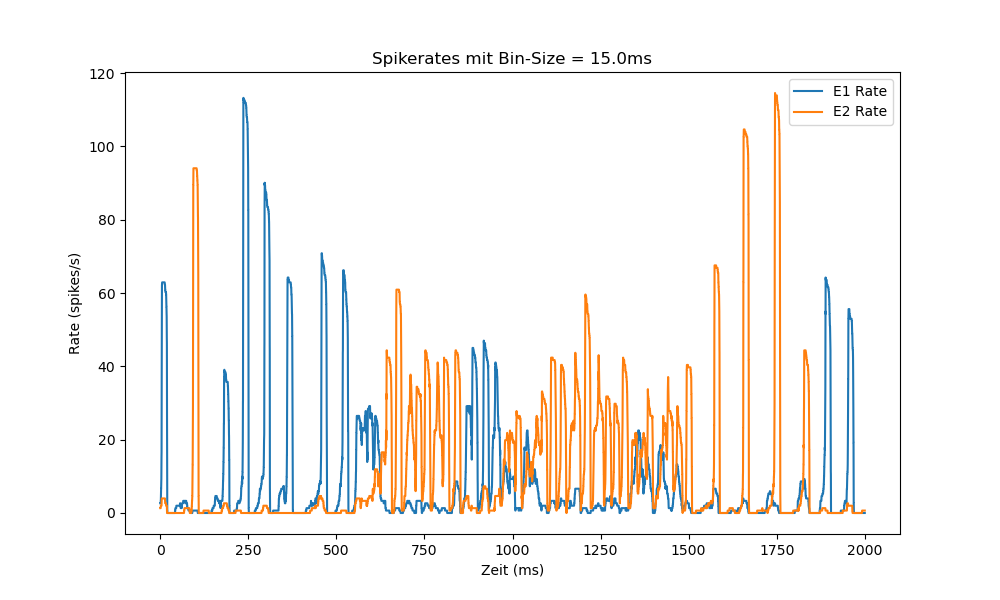 Spikerates mit Bin-Size = 15.0ms
E1 Rate
E2 Rate
120
100
80
60
40
20
0
Rate (spikes/s)
0 250 500 750 1000 1250 1500 1750 2000
Zeit (ms)